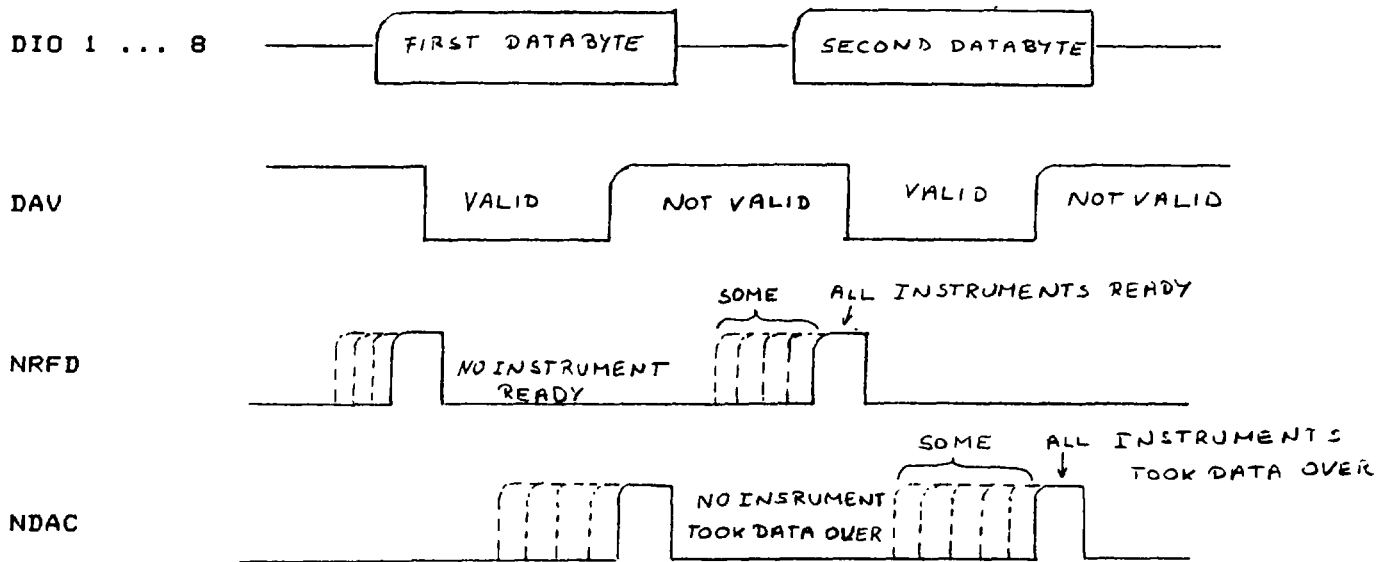 DIO 1 ... 8
FIRST DATABYTE
SECOND DATABYTE
DAV
VALID
NOT VALID
VALID
NOT VALID
SOME
ALL INSTRUMENTS READY
NRFD
NO INSTRUMENT
READY
SOME
ALL INSTRUMENTS
TOOK DATA OVER
NDAC
NO INSRUMENT
TOOK DATA OVER